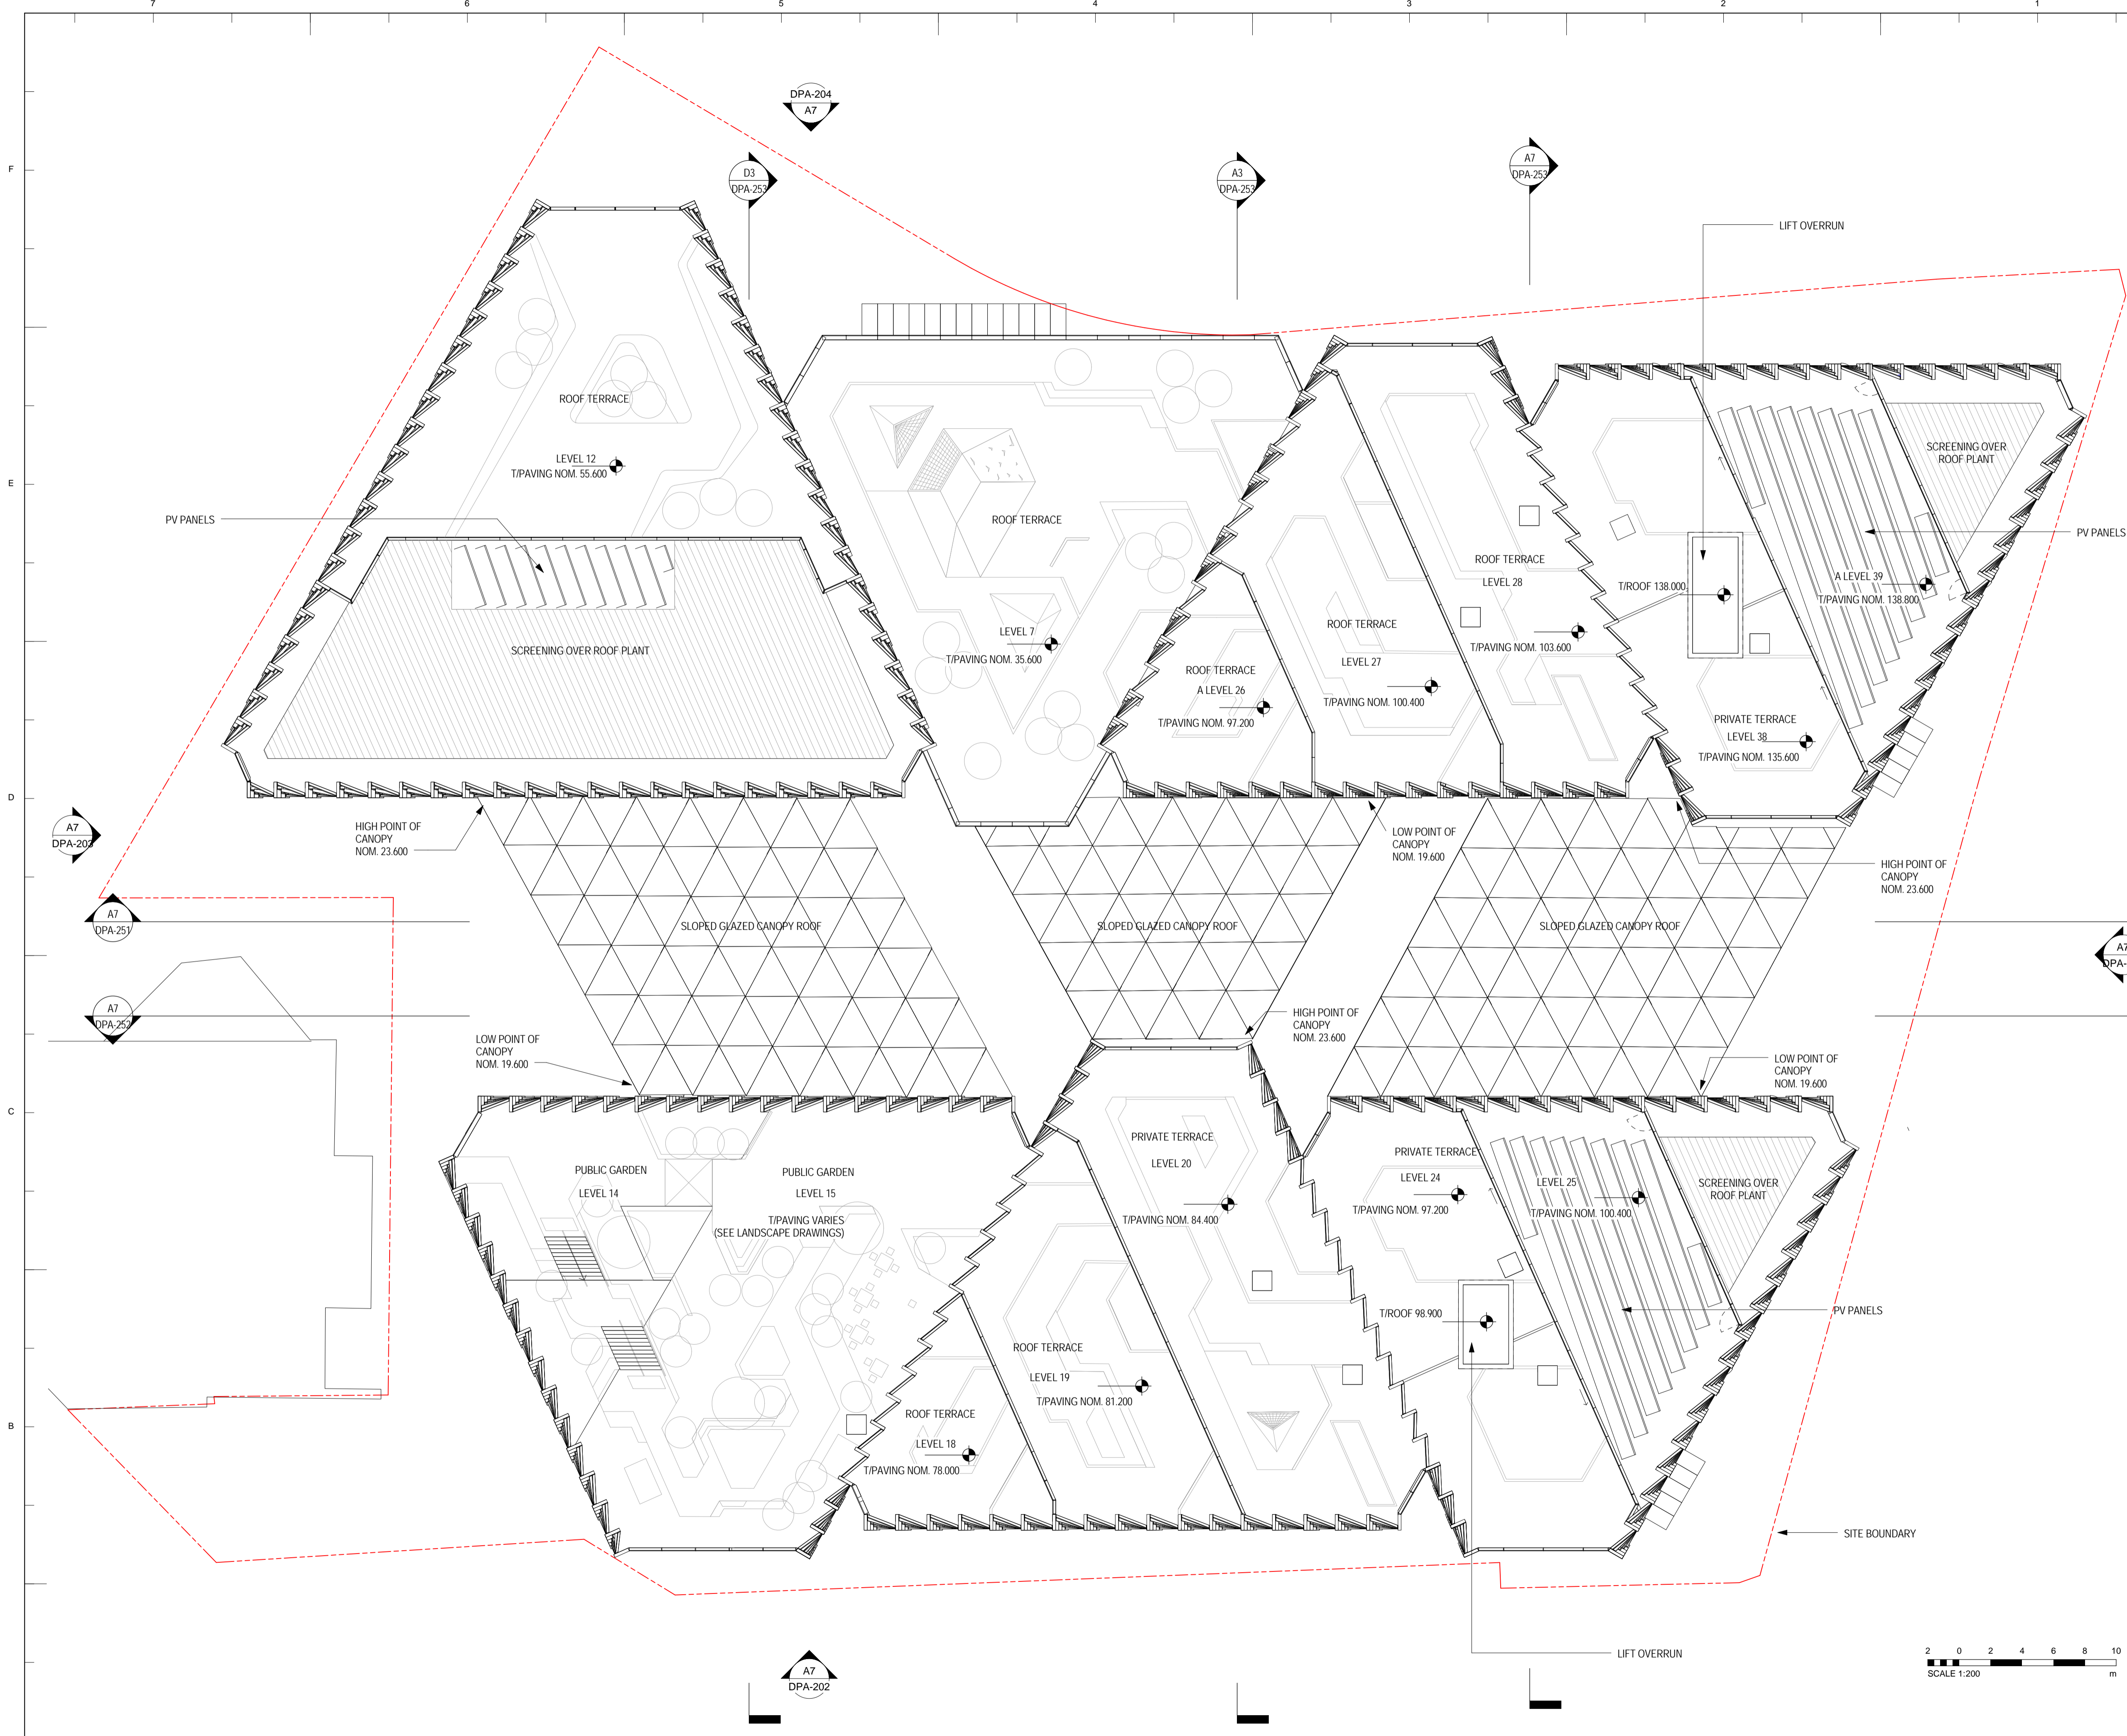 7 6 5 4 3 2 1
DPA-204
A7
F
D3
DPA-253
A3
DPA-253
A7
DPA-253
LIFT OVERRUN
ROOF TERRACE
LEVEL 12
T/PAVING NOM. 55.600
E
PV PANELS
SCREENING OVER ROOF PLANT
ROOF TERRACE
LEVEL 7
T/PAVING NOM. 35.600
ROOF TERRACE
A LEVEL 26
T/PAVING NOM. 97.200
ROOF TERRACE
LEVEL 27
T/PAVING NOM. 100.400
ROOF TERRACE
LEVEL 28
T/PAVING NOM. 103.600
T/ROOF 138.000
SCREENING OVER
ROOF PLANT
PV PANELS
A LEVEL 39
T/PAVING NOM. 138.800
PRIVATE TERRACE
LEVEL 38
T/PAVING NOM. 135.600
D
A7
DPA-203
HIGH POINT OF
CANOPY
NOM. 23.600
LOW POINT OF
CANOPY
NOM. 19.600
HIGH POINT OF
CANOPY
NOM. 23.600
A7
DPA-251
SLOPED GLAZED CANOPY ROOF
SLOPED GLAZED CANOPY ROOF
SLOPED GLAZED CANOPY ROOF
A7
DPA-252
LOW POINT OF
CANOPY
NOM. 19.600
HIGH POINT OF
CANOPY
NOM. 23.600
LOW POINT OF
CANOPY
NOM. 19.600
C
PUBLIC GARDEN
LEVEL 14
PUBLIC GARDEN
LEVEL 15
T/PAVING VARIES
(SEE LANDSCAPE DRAWINGS)
PRIVATE TERRACE
LEVEL 20
T/PAVING NOM. 84.400
PRIVATE TERRACE
LEVEL 24
T/PAVING NOM. 97.200
LEVEL 25
T/PAVING NOM. 100.400
SCREENING OVER
ROOF PLANT
T/ROOF 98.900
PV PANELS
ROOF TERRACE
LEVEL 19
T/PAVING NOM. 81.200
B
ROOF TERRACE
LEVEL 18
T/PAVING NOM. 78.000
SITE BOUNDARY
LIFT OVERRUN
A7
DPA-202
2 0 2 4 6 8 10
SCALE 1:200 m